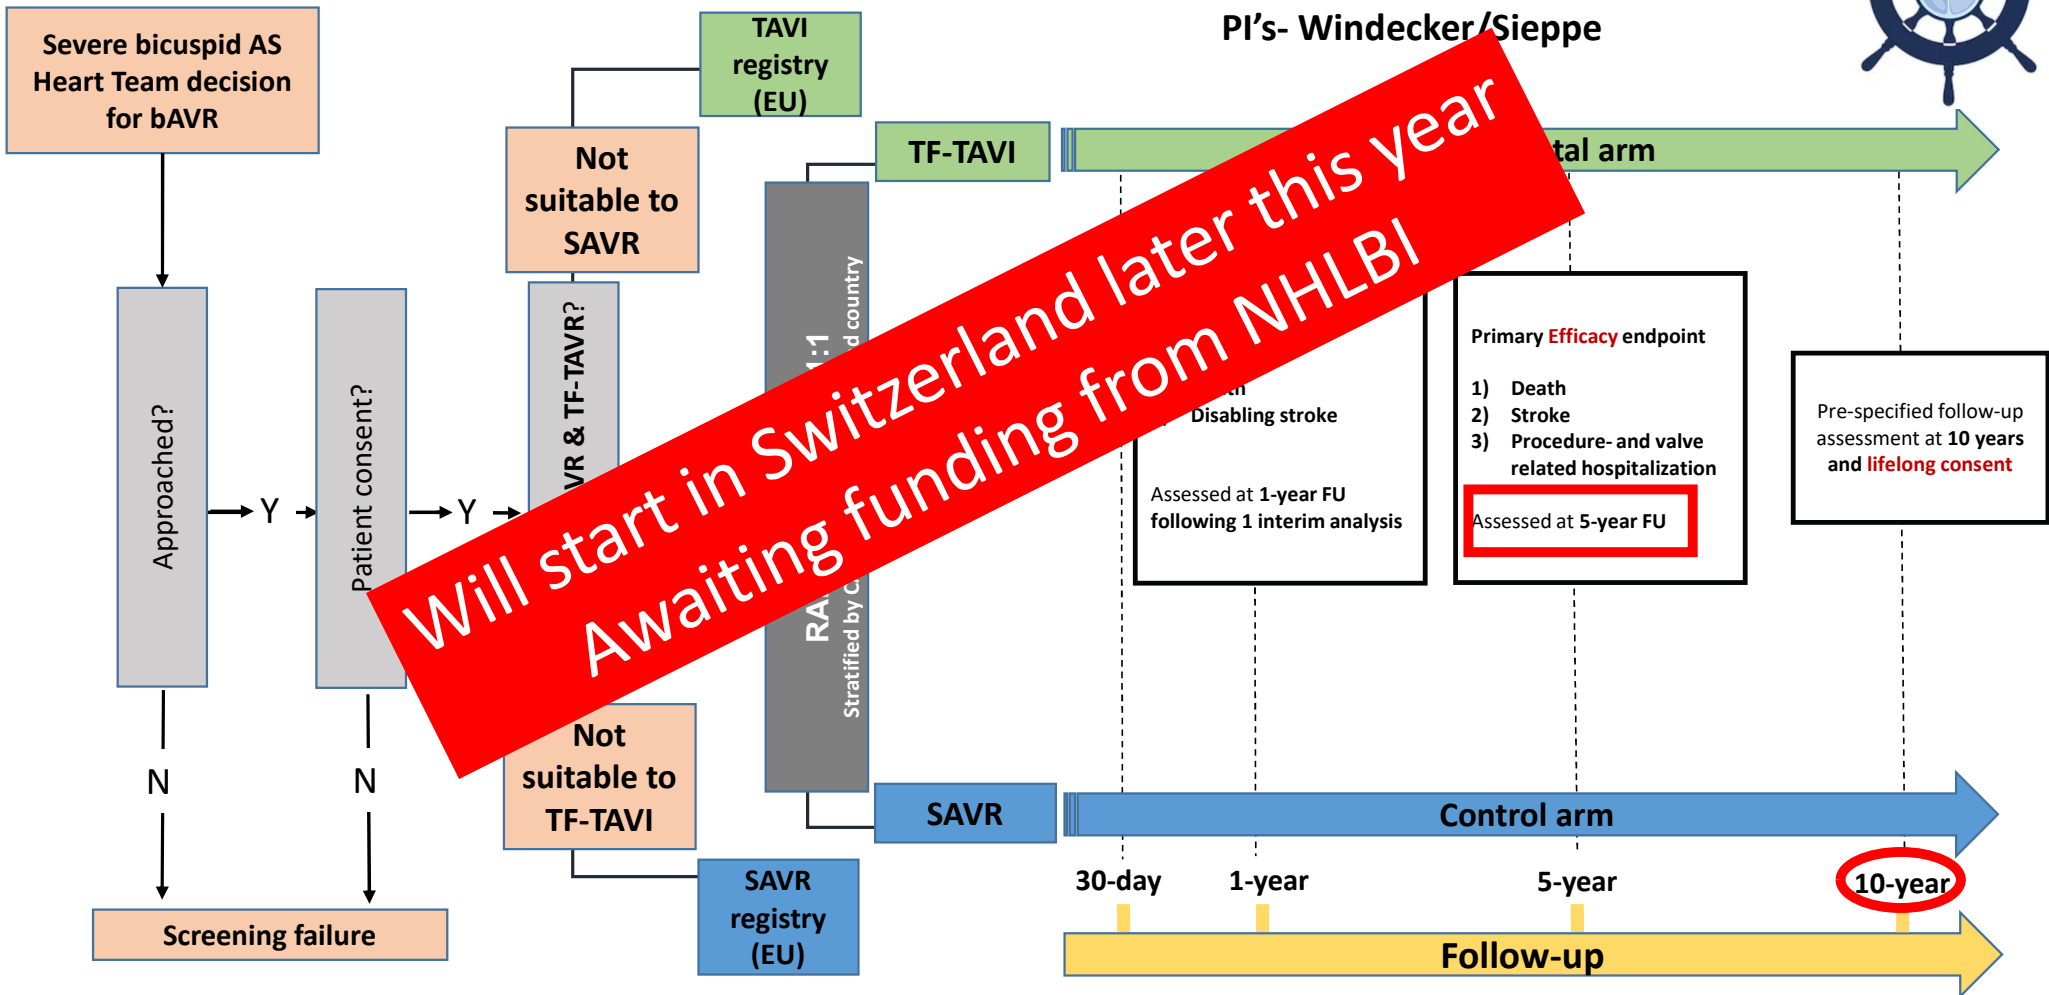 PI's- Windecker/Sieppe
Severe bicuspid AS
Heart Team decision
for bAVR
TAVI
registry
(EU)
Not
suitable to
SAVR
TF-TAVI
arm
Will start in Switzerland later this year
Awaiting funding from NHLBI
Approached?
Y
Patient consent?
Y
& TF-TAVR?
1:1
Stratified by
country
Disabling stroke
Assessed at 1-year FU
following 1 interim analysis
Primary Efficacy endpoint
1) Death
2) Stroke
3) Procedure- and valve
related hospitalization
Assessed at 5-year FU
Pre-specified follow-up
assessment at 10 years
and lifelong consent
N
N
Screening failure
Not
suitable to
TF-TAVI
SAVR
registry
(EU)
SAVR
Control arm
30-day
1-year
5-year
10-year
Follow-up